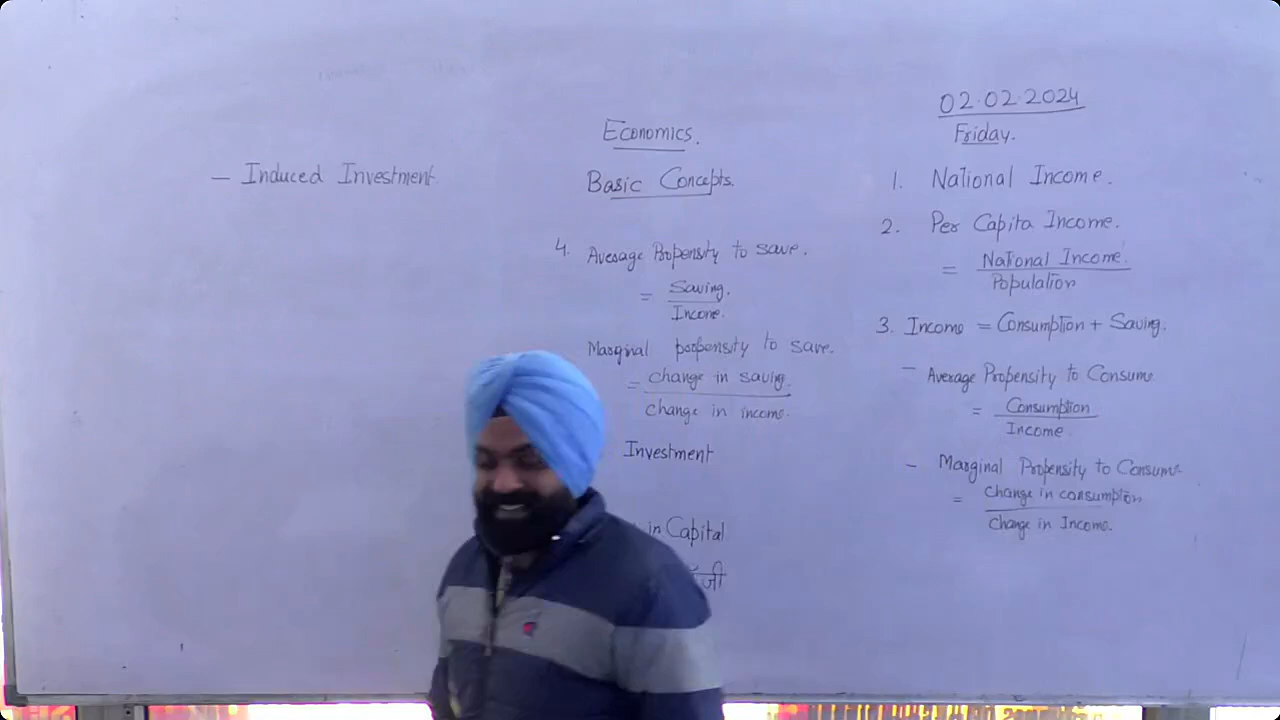 02.02.2024
Friday.
Economics.
Basic Concepts.
1. National Income.
2. Per Capita Income.
= National Income.
Population
3. Income = Consumption + Saving.
– Average Propensity to Consume
= Consumption
Income
– Marginal Propensity to Consume
= change in consumption
change in Income.
4. Average Propensity to save.
= Saving.
Income.
Marginal propensity to save.
= change in saving.
change in income.
Investment
in Capital
– Induced Investment